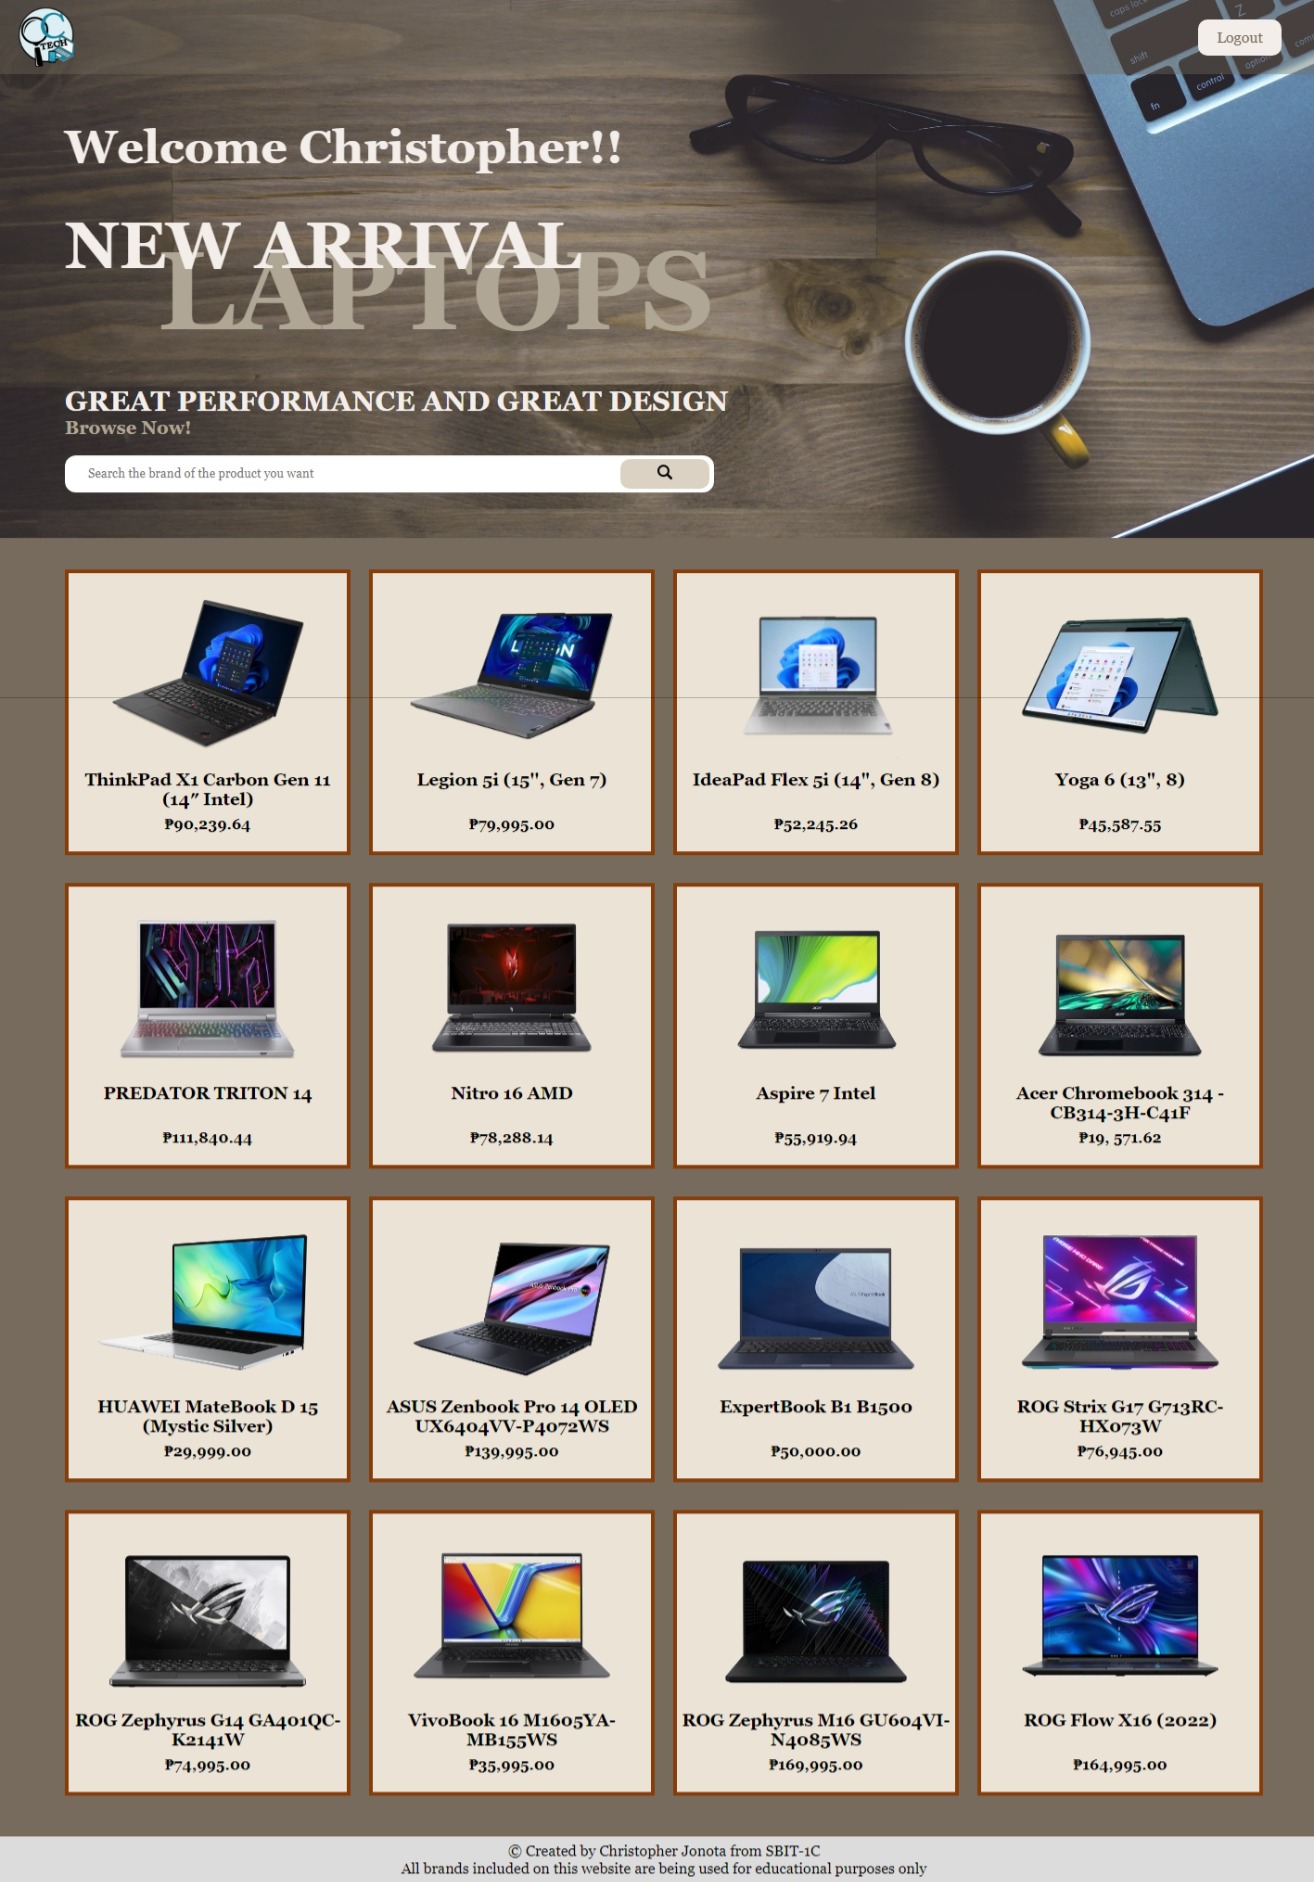 TECH
Logout
caps lock
Z
shift
fn
control
option
Welcome Christopher!!
NEW ARRIVAL
LAPTOPS
GREAT PERFORMANCE AND GREAT DESIGN
Browse Now!
Search the brand of the product you want
ThinkPad X1 Carbon Gen 11
(14″ Intel)
₱90,239.64
Legion 5i (15", Gen 7)
₱79,995.00
IdeaPad Flex 5i (14", Gen 8)
₱52,245.26
Yoga 6 (13", 8)
₱45,587.55
PREDATOR TRITON 14
₱111,840.44
Nitro 16 AMD
₱78,288.14
Aspire 7 Intel
₱55,919.94
Acer Chromebook 314 -
CB314-3H-C41F
₱19, 571.62
HUAWEI MateBook D 15
(Mystic Silver)
₱29,999.00
ASUS Zenbook Pro 14 OLED
UX6404VV-P4072WS
₱139,995.00
ExpertBook B1 B1500
₱50,000.00
ROG Strix G17 G713RC-
HX073W
₱76,945.00
ROG Zephyrus G14 GA401QC-
K2141W
₱74,995.00
VivoBook 16 M1605YA-
MB155WS
₱35,995.00
ROG Zephyrus M16 GU604VI-
N4085WS
₱169,995.00
ROG Flow X16 (2022)
₱164,995.00
© Created by Christopher Jonota from SBIT-1C
All brands included on this website are being used for educational purposes only